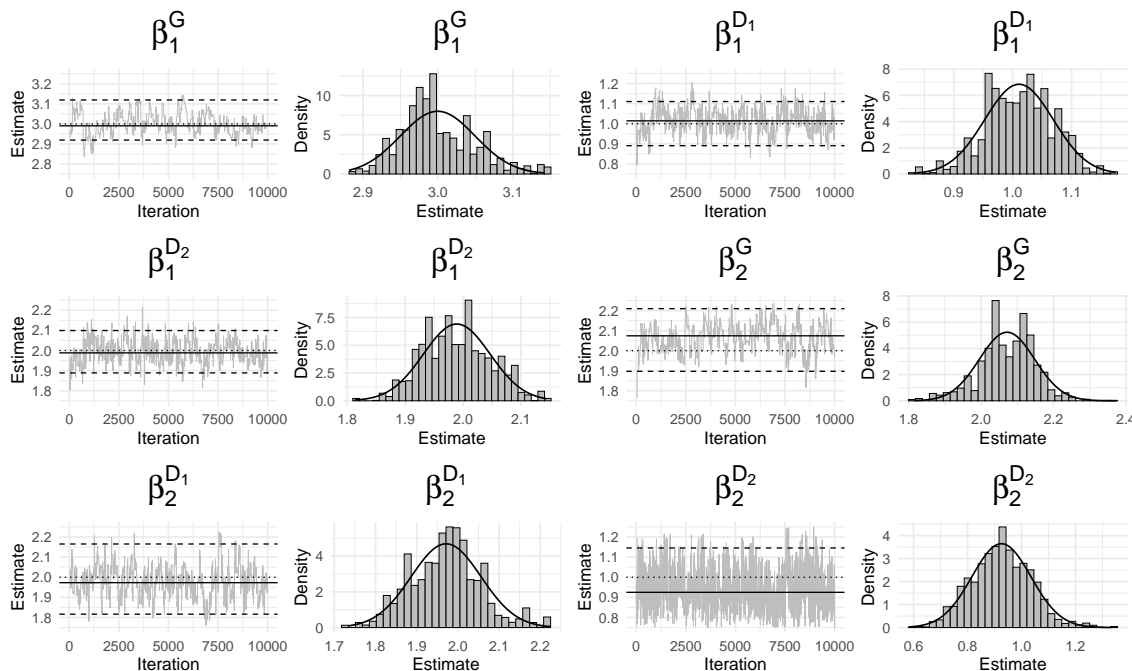 β₁ᴳ β₁ᴳ β₁ᴰ¹ β₁ᴰ¹
Estimate
3.2
3.1
3.0
2.9
0 2500 5000 7500 10000
Iteration
Density
10
5
0
2.9 3.0 3.1
Estimate
Estimate
1.2
1.1
1.0
0.9
0.8
0 2500 5000 7500 10000
Iteration
Density
8
6
4
2
0
0.9 1.0 1.1
Estimate
β₁ᴰ² β₁ᴰ² β₂ᴳ β₂ᴳ
Estimate
2.2
2.1
2.0
1.9
1.8
0 2500 5000 7500 10000
Iteration
Density
7.5
5.0
2.5
0.0
1.8 1.9 2.0 2.1
Estimate
Estimate
2.2
2.1
2.0
1.9
1.8
0 2500 5000 7500 10000
Iteration
Density
8
6
4
2
0
1.8 2.0 2.2 2.4
Estimate
β₂ᴰ¹ β₂ᴰ¹ β₂ᴰ² β₂ᴰ²
Estimate
2.2
2.1
2.0
1.9
1.8
0 2500 5000 7500 10000
Iteration
Density
4
2
0
1.7 1.8 1.9 2.0 2.1 2.2
Estimate
Estimate
1.2
1.1
1.0
0.9
0.8
0 2500 5000 7500 10000
Iteration
Density
4
3
2
1
0
0.6 0.8 1.0 1.2
Estimate